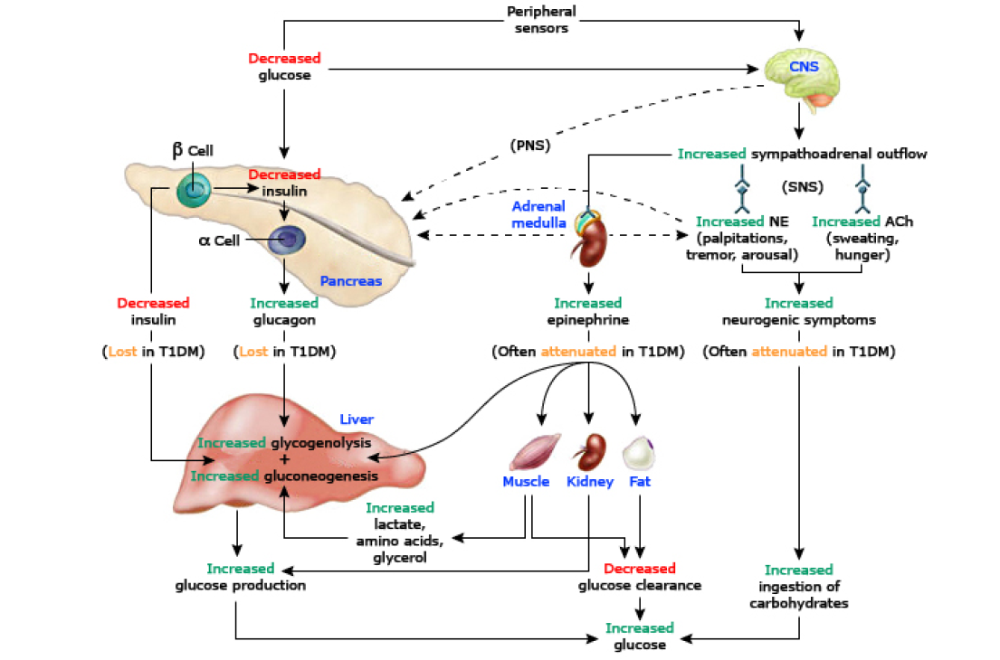 Peripheral
sensors
Decreased
glucose
CNS
(PNS)
β Cell
Decreased
insulin
α Cell
Pancreas
Increased sympathoadrenal outflow
(SNS)
Adrenal
medulla
Increased NE
(palpitations,
tremor, arousal)
Increased ACh
(sweating,
hunger)
Decreased
insulin
(Lost in T1DM)
Increased
glucagon
(Lost in T1DM)
Increased
epinephrine
(Often attenuated in T1DM)
Increased
neurogenic symptoms
(Often attenuated in T1DM)
Liver
Increased glycogenolysis
+
Increased gluconeogenesis
Muscle
Kidney
Fat
Increased
lactate,
amino acids,
glycerol
Increased
glucose production
Decreased
glucose clearance
Increased
ingestion of
carbohydrates
Increased
glucose